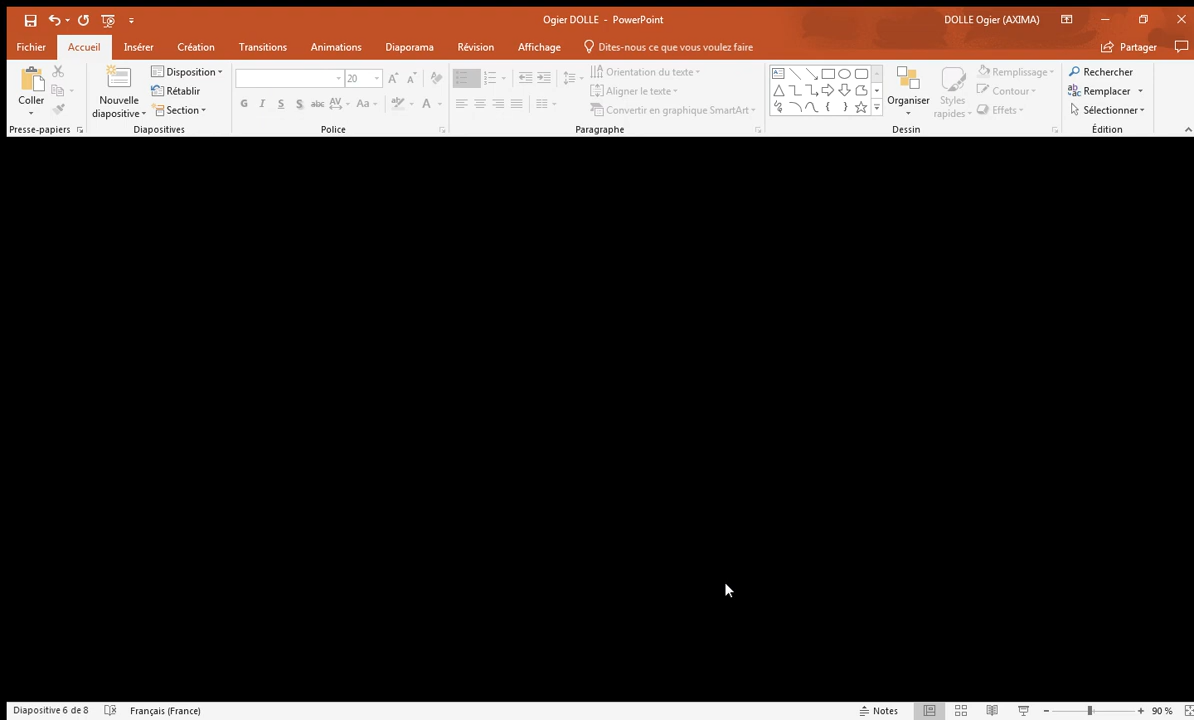 Ogier DOLLE - PowerPoint
DOLLE Ogier (AXIMA)
Fichier Accueil Insérer Création Transitions Animations Diaporama Révision Affichage Dites-nous ce que vous voulez faire Partager
Coller
Presse-papiers
Nouvelle
diapositive
Disposition
Rétablir
Section
Diapositives
20
G I S S abc AV Aa A
Police
Orientation du texte
Aligner le texte
Convertir en graphique SmartArt
Paragraphe
Organiser
Styles
rapides
Remplissage
Contour
Effets
Dessin
Rechercher
Remplacer
Sélectionner
Édition
Diapositive 6 de 8 Français (France) Notes 90 %